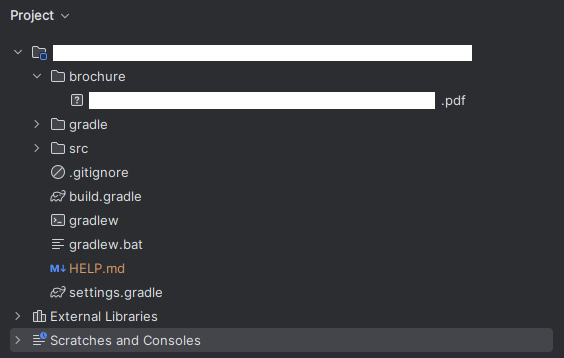 Project
brochure
.pdf
gradle
src
.gitignore
build.gradle
gradlew
gradlew.bat
HELP.md
settings.gradle
External Libraries
Scratches and Consoles